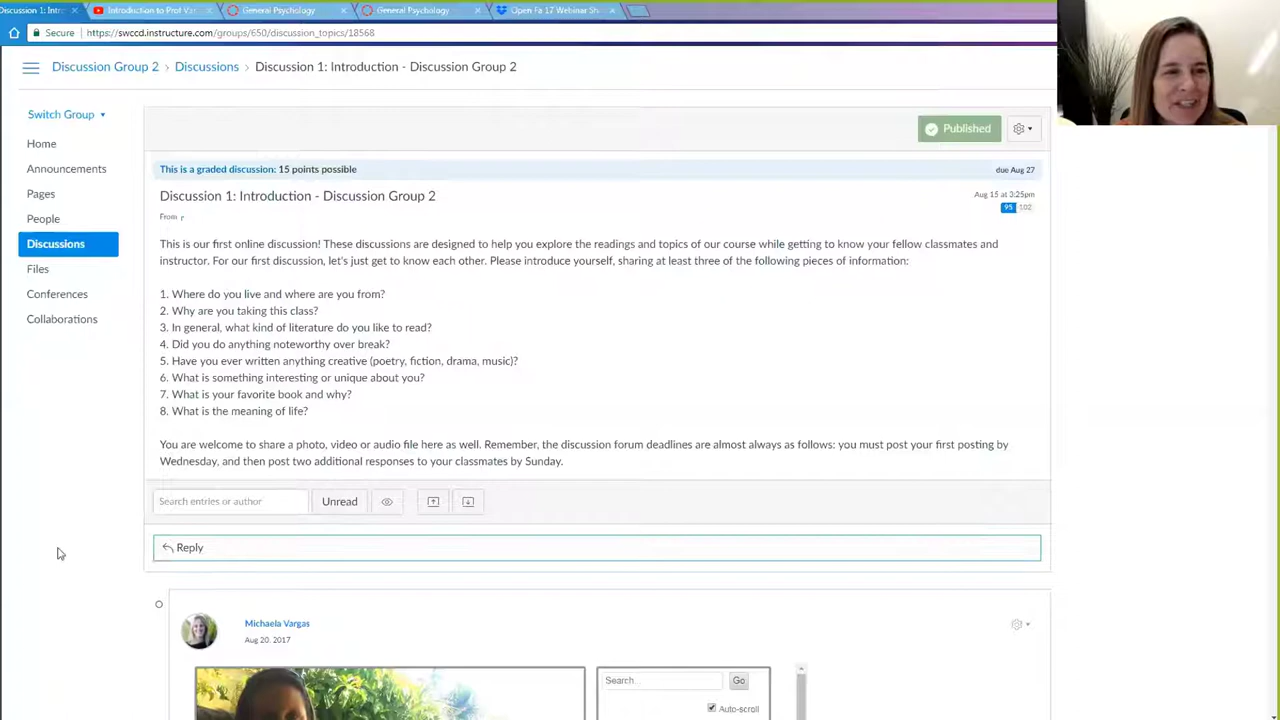 Discussion 1: Intro
Introduction to Prof Var
General Psychology
General Psychology
Open Fa 17 Webinar Sh
Secure
https://swccd.instructure.com/groups/650/discussion_topics/18568
Discussion Group 2 › Discussions › Discussion 1: Introduction - Discussion Group 2
Switch Group
Home
Announcements
Pages
People
Discussions
Files
Conferences
Collaborations
Published
This is a graded discussion: 15 points possible
due Aug 27
Discussion 1: Introduction - Discussion Group 2
Aug 15 at 3:25pm
From
95 102
This is our first online discussion! These discussions are designed to help you explore the readings and topics of our course while getting to know your fellow classmates and
instructor. For our first discussion, let's just get to know each other. Please introduce yourself, sharing at least three of the following pieces of information:
1. Where do you live and where are you from?
2. Why are you taking this class?
3. In general, what kind of literature do you like to read?
4. Did you do anything noteworthy over break?
5. Have you ever written anything creative (poetry, fiction, drama, music)?
6. What is something interesting or unique about you?
7. What is your favorite book and why?
8. What is the meaning of life?
You are welcome to share a photo, video or audio file here as well. Remember, the discussion forum deadlines are almost always as follows: you must post your first posting by
Wednesday, and then post two additional responses to your classmates by Sunday.
Search entries or author
Unread
Reply
Michaela Vargas
Aug 20, 2017
Search...
Go
Auto-scroll